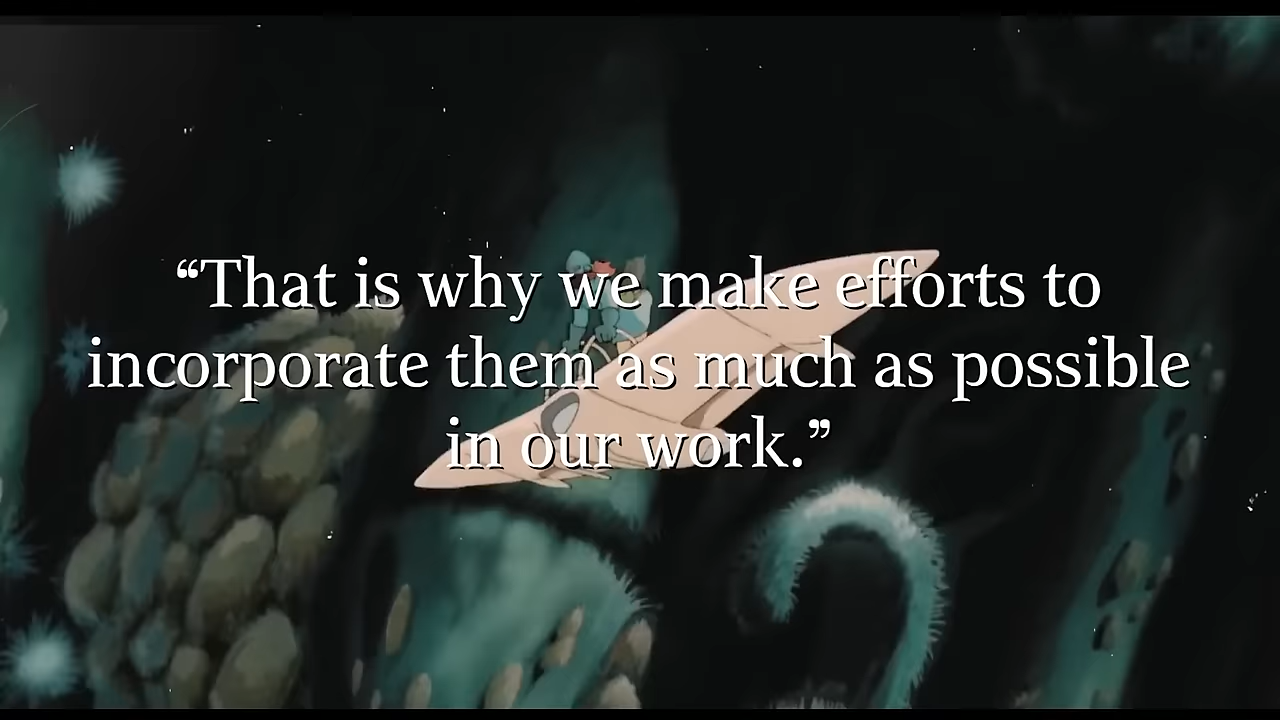 “That is why we make efforts to
incorporate them as much as possible
in our work.”